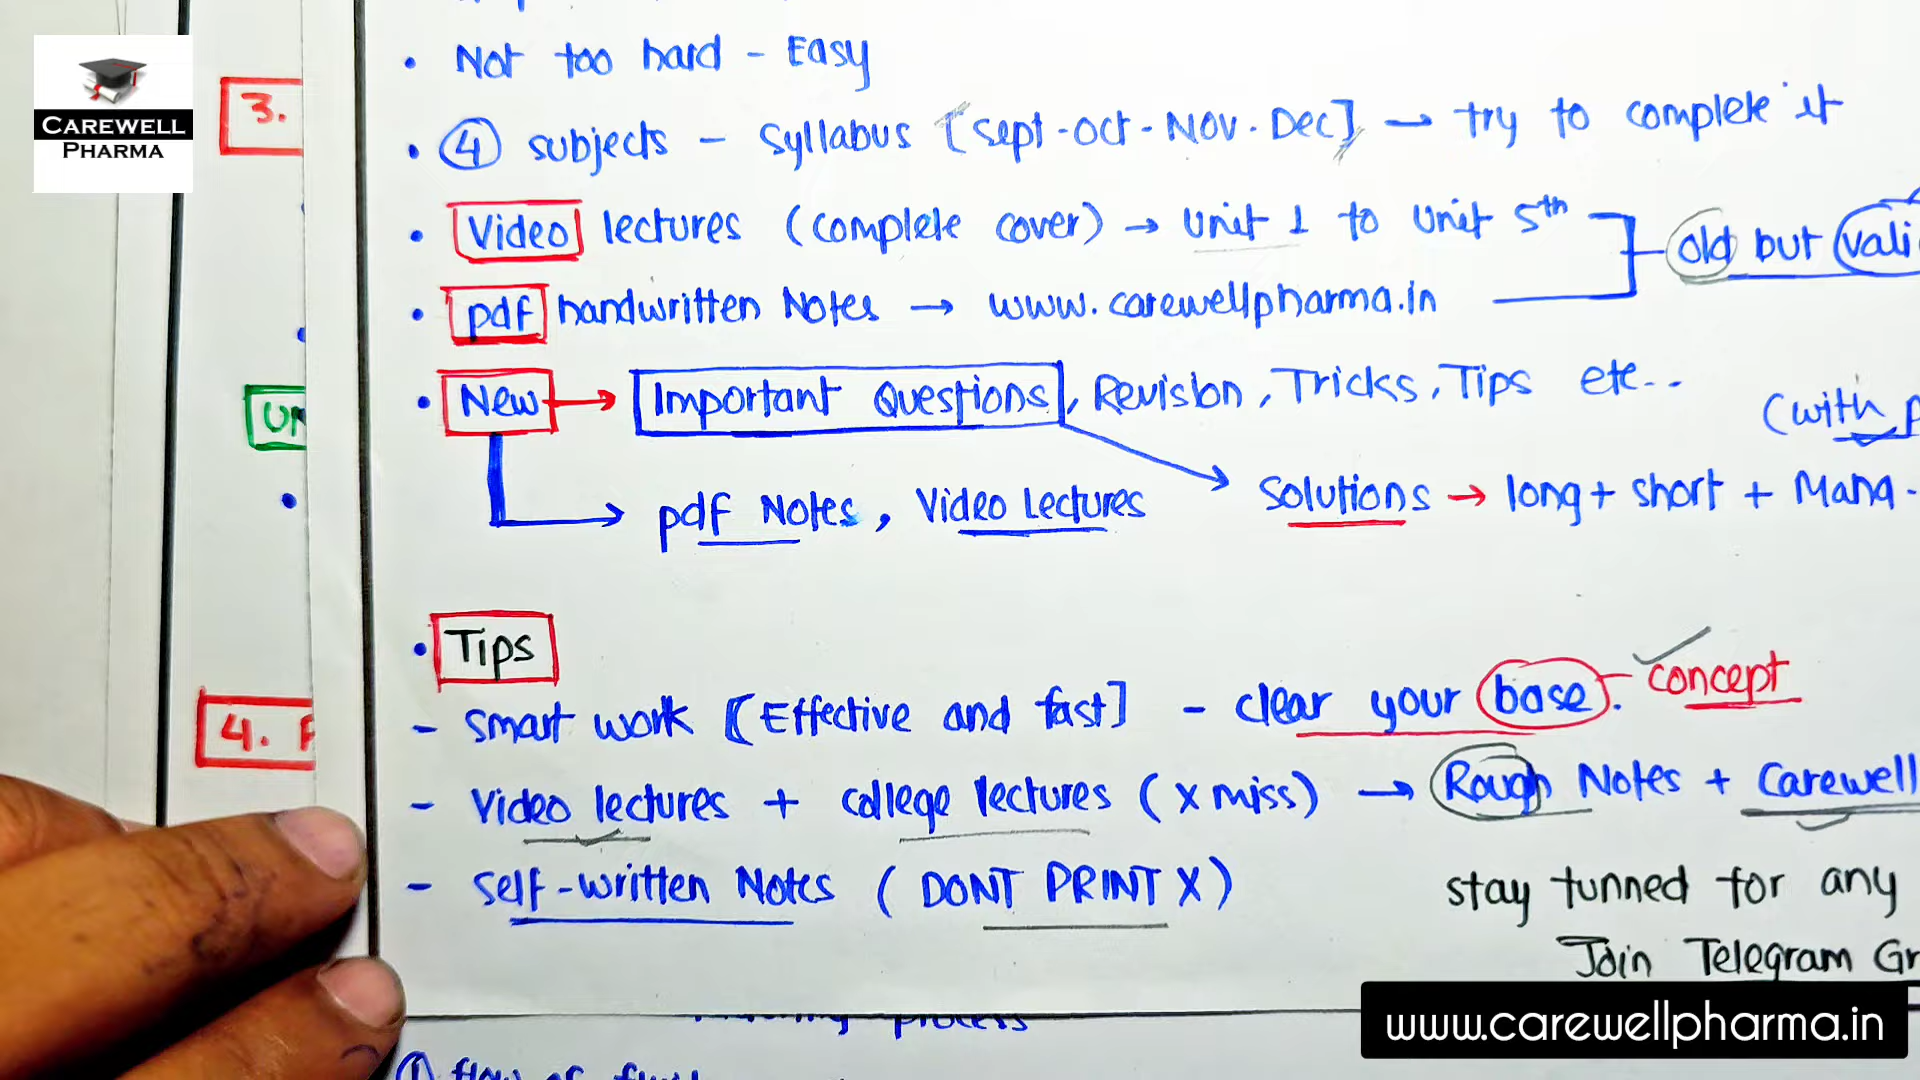 CAREWELL
PHARMA
3.
• Not too hard - Easy
• ④ subjects - Syllabus [Sept-Oct-Nov-Dec] → try to complete it
• Video lectures (complete cover) → Unit 1 to Unit 5th
old but
• pdf handwritten Notes → www.carewellpharma.in
• New → Important Questions, Revision, Tricks, Tips etc..
(with
→ pdf Notes, Video Lectures
Solutions → long + short + Mana-
• Tips
- Smart work [Effective and fast] - clear your base. - concept
4.
- Video lectures + college lectures (x miss) → Rough Notes + Carewell
- Self-written Notes (DONT PRINT X)
stay tunned for any
Join Telegram
process
www.carewellpharma.in